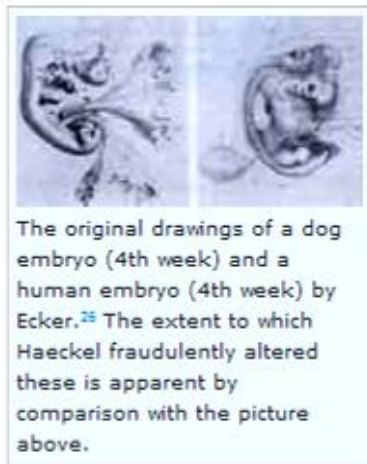 The original drawings of a dog
embryo (4th week) and a
human embryo (4th week) by
Ecker.26 The extent to which
Haeckel fraudulently altered
these is apparent by
comparison with the picture
above.